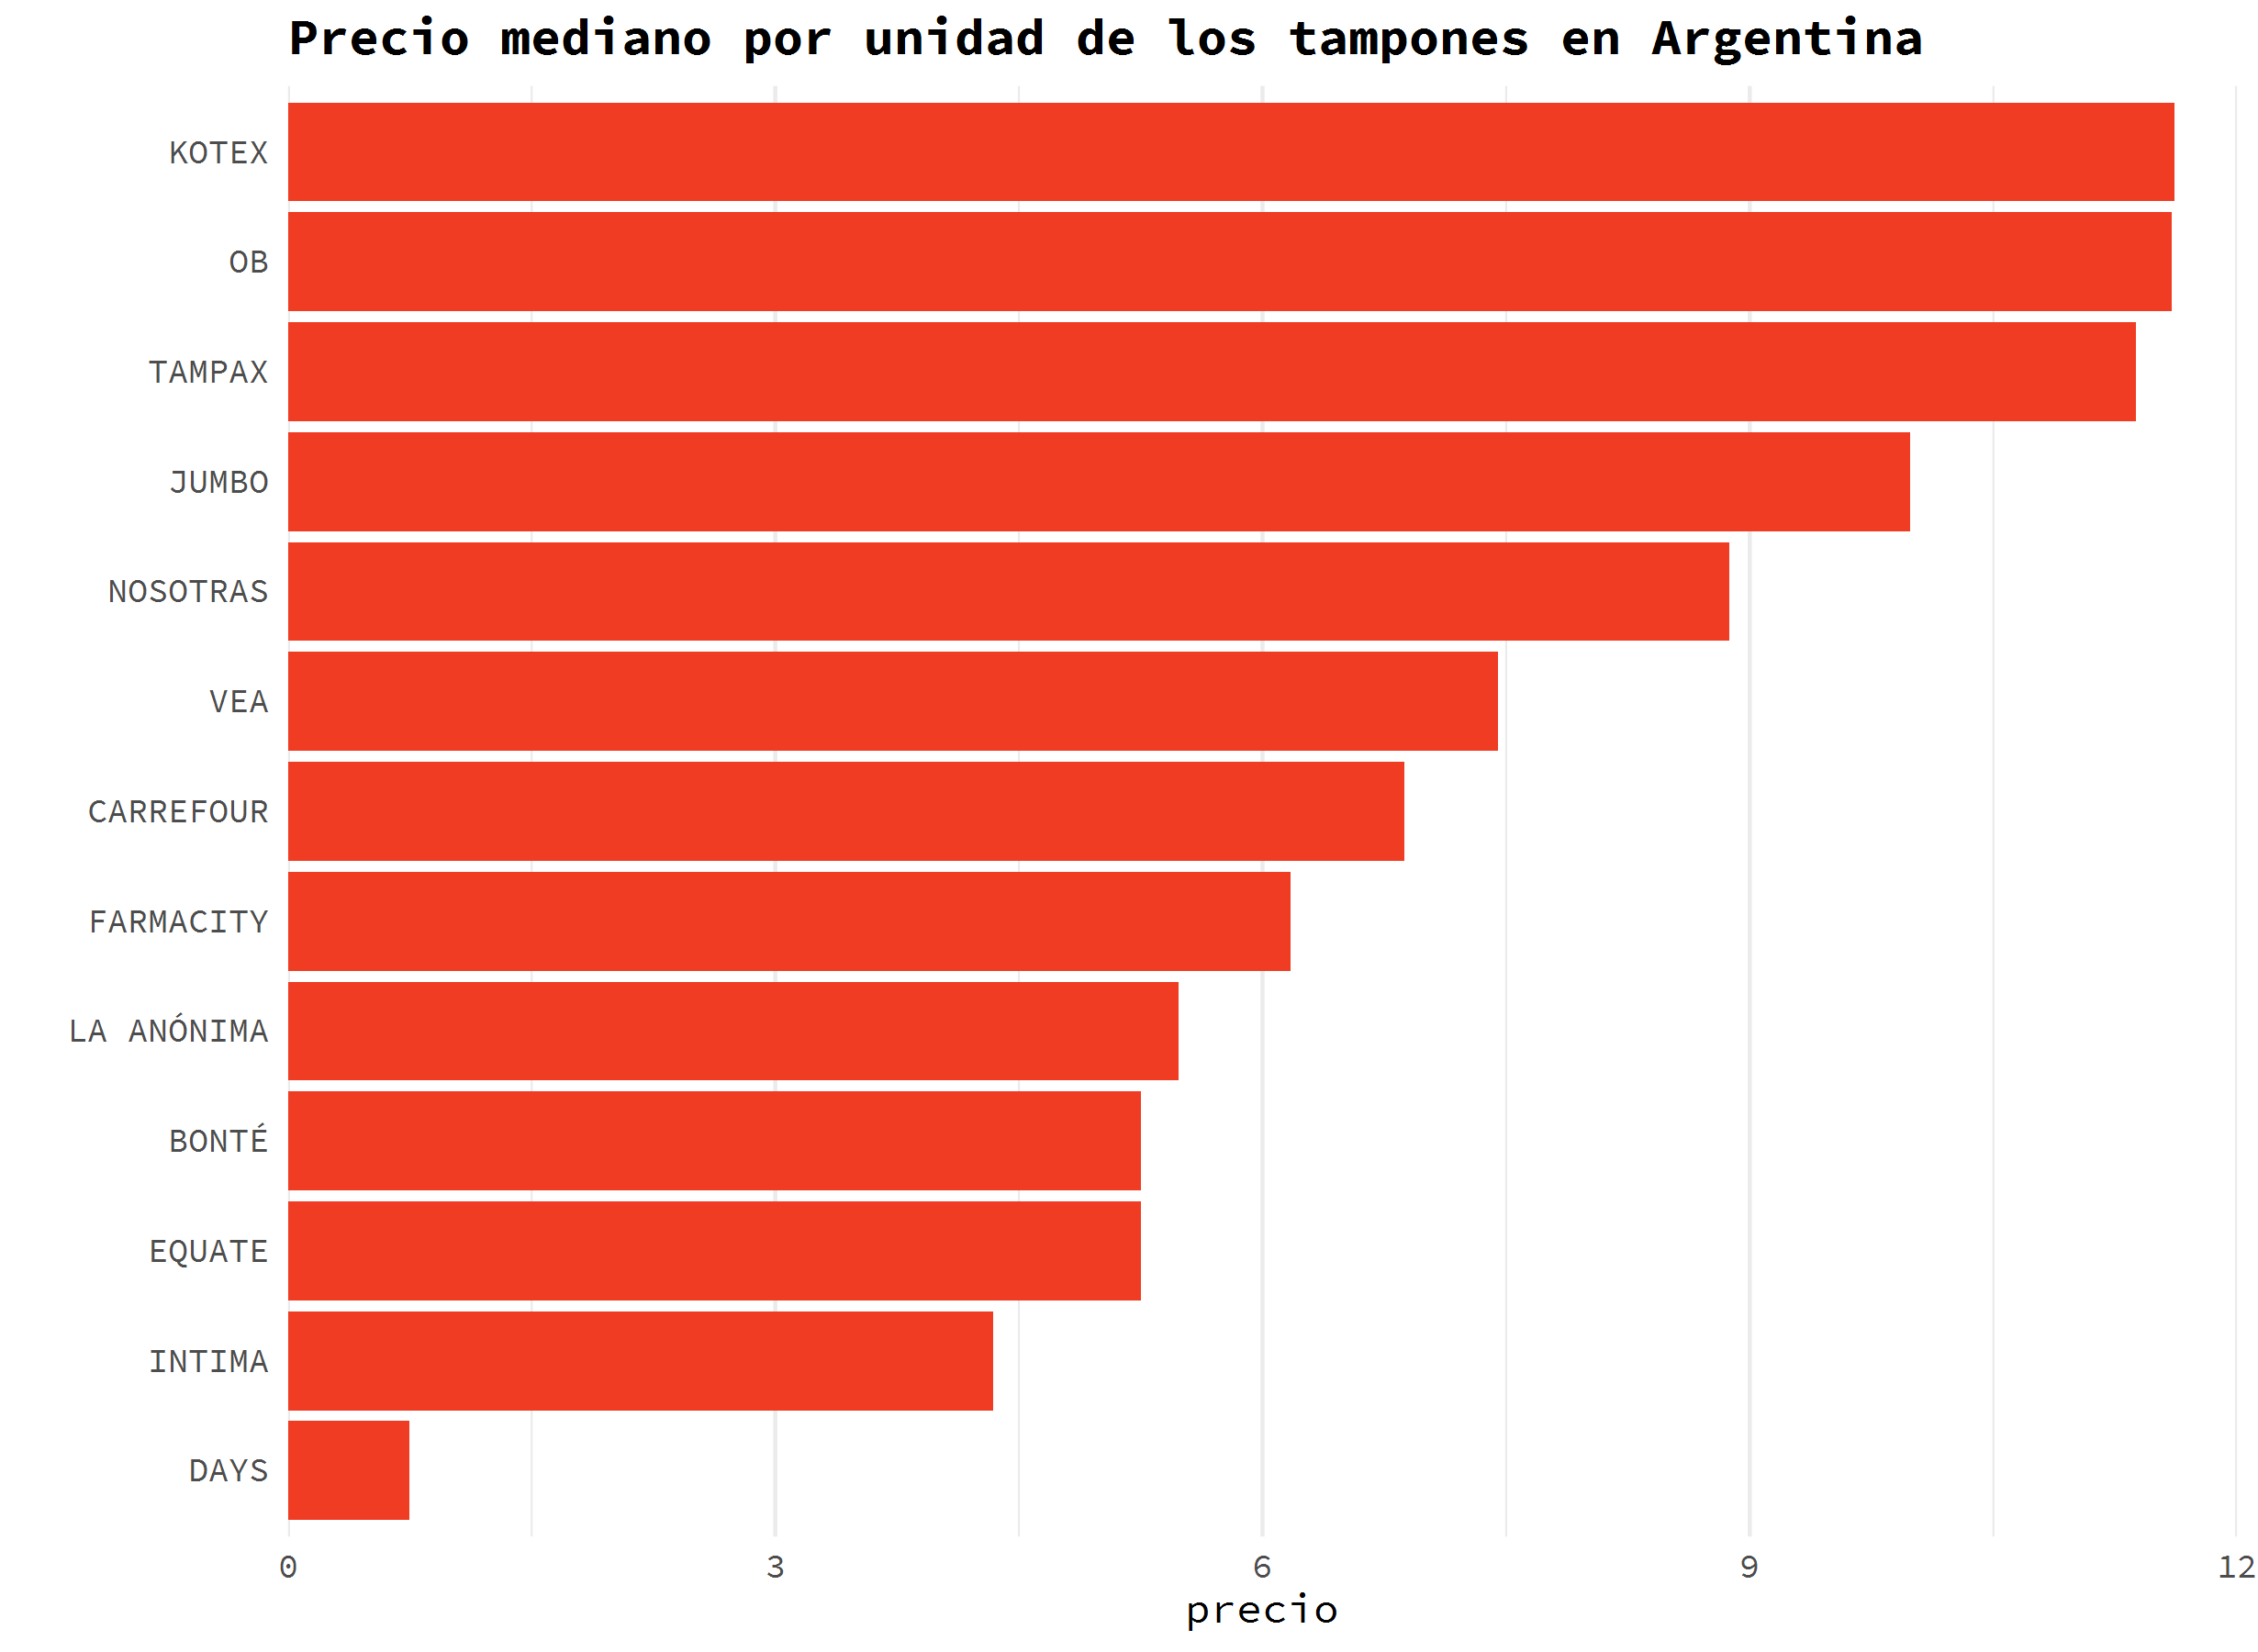 Precio mediano por unidad de los tampones en Argentina
KOTEX
OB
TAMPAX
JUMBO
NOSOTRAS
VEA
CARREFOUR
FARMACITY
LA ANÓNIMA
BONTÉ
EQUATE
INTIMA
DAYS
0 3 6 9 12
precio